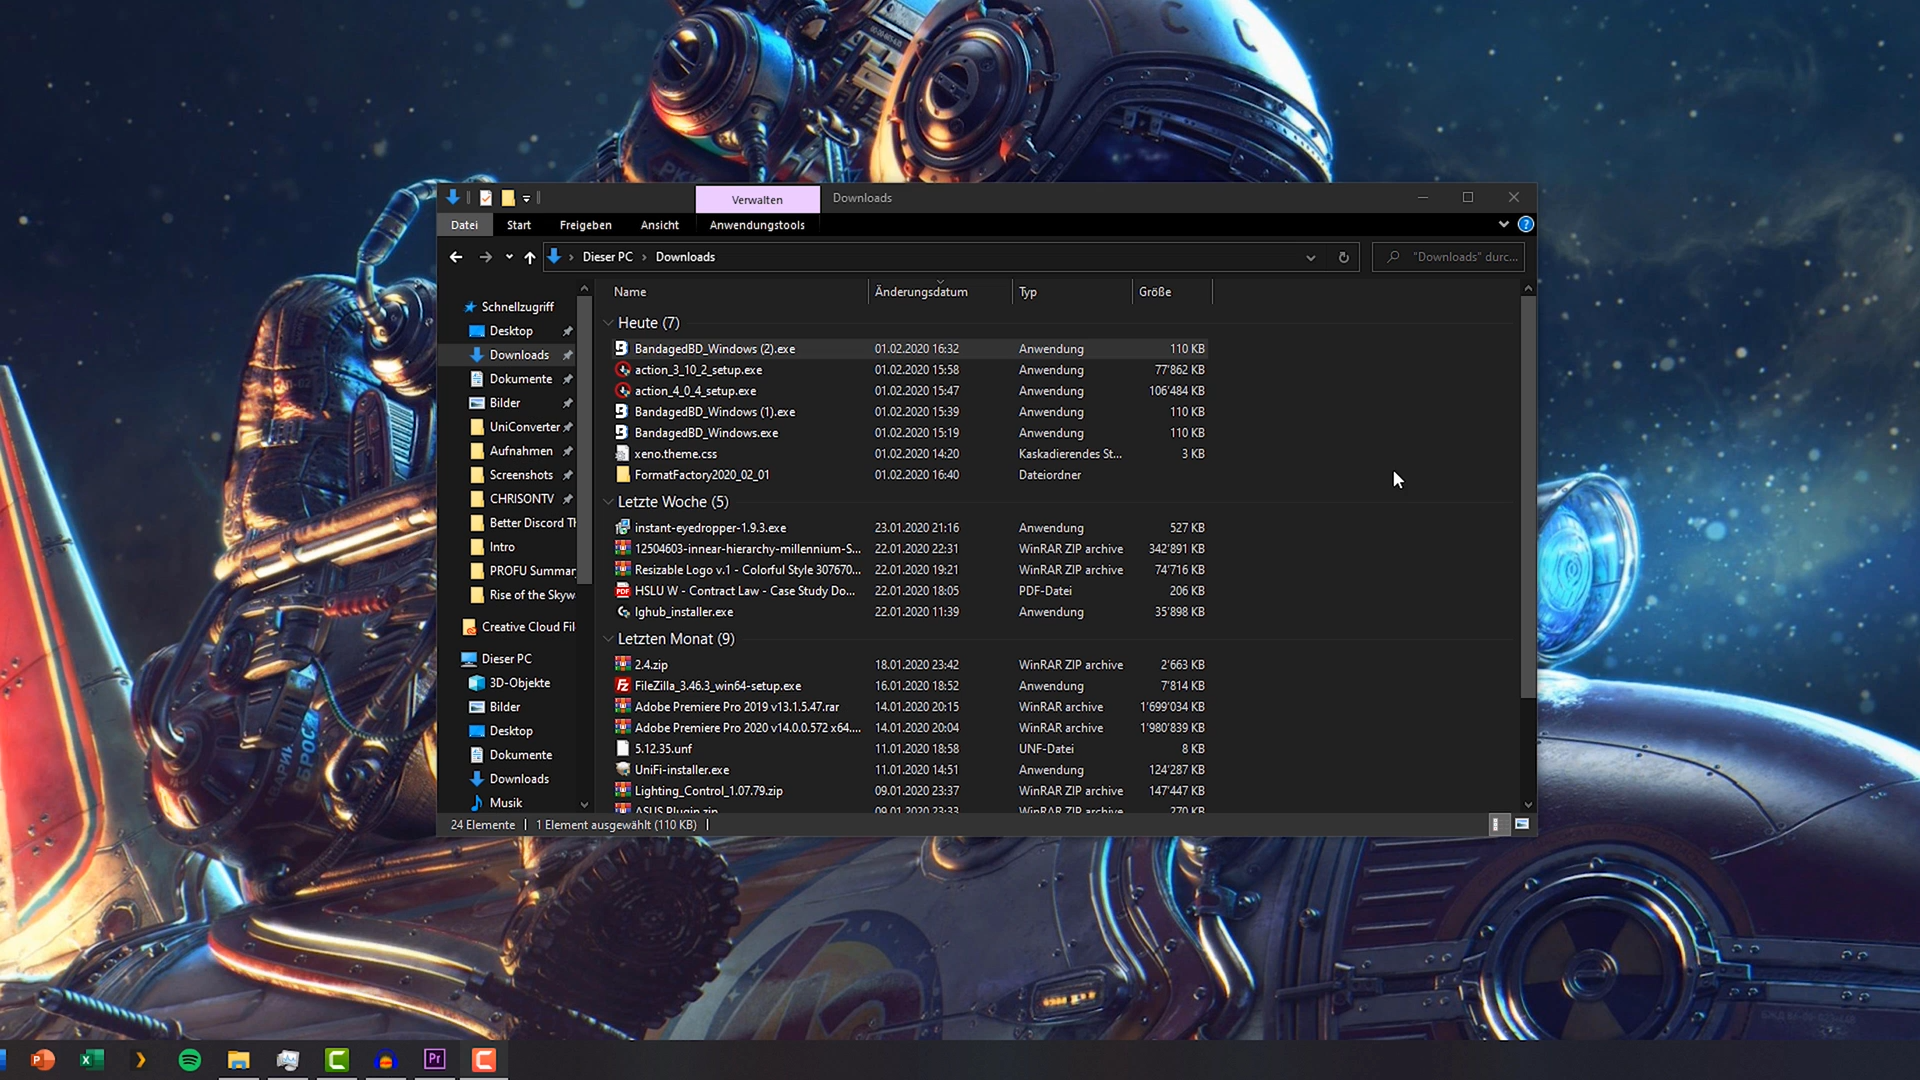 C C
Verwalten Downloads
Datei Start Freigeben Ansicht Anwendungstools
Dieser PC › Downloads "Downloads" durc...
Name Änderungsdatum Typ Größe
Schnellzugriff
Desktop
Downloads
Dokumente
Bilder
UniConverter
Aufnahmen
Screenshots
CHRISONTV
Better Discord Th
Intro
PROFU Summar
Rise of the Skyw
Creative Cloud Fil
Dieser PC
3D-Objekte
Bilder
Desktop
Dokumente
Downloads
Musik
Heute (7)
BandagedBD_Windows (2).exe 01.02.2020 16:32 Anwendung 110 KB
action_3_10_2_setup.exe 01.02.2020 15:58 Anwendung 77'862 KB
action_4_0_4_setup.exe 01.02.2020 15:47 Anwendung 106'484 KB
BandagedBD_Windows (1).exe 01.02.2020 15:39 Anwendung 110 KB
BandagedBD_Windows.exe 01.02.2020 15:19 Anwendung 110 KB
xeno.theme.css 01.02.2020 14:20 Kaskadierendes St... 3 KB
FormatFactory2020_02_01 01.02.2020 16:40 Dateiordner
Letzte Woche (5)
instant-eyedropper-1.9.3.exe 23.01.2020 21:16 Anwendung 527 KB
12504603-innear-hierarchy-millennium-S... 22.01.2020 22:31 WinRAR ZIP archive 342'891 KB
Resizable Logo v.1 - Colorful Style 307670... 22.01.2020 19:21 WinRAR ZIP archive 74'716 KB
HSLU W - Contract Law - Case Study Do... 22.01.2020 18:05 PDF-Datei 206 KB
lghub_installer.exe 22.01.2020 11:39 Anwendung 35'898 KB
Letzten Monat (9)
2.4.zip 18.01.2020 23:42 WinRAR ZIP archive 2'663 KB
FileZilla_3.46.3_win64-setup.exe 16.01.2020 18:52 Anwendung 7'814 KB
Adobe Premiere Pro 2019 v13.1.5.47.rar 14.01.2020 20:15 WinRAR archive 1'699'034 KB
Adobe Premiere Pro 2020 v14.0.0.572 x64.... 14.01.2020 20:04 WinRAR archive 1'980'839 KB
5.12.35.unf 11.01.2020 18:58 UNF-Datei 8 KB
UniFi-installer.exe 11.01.2020 14:51 Anwendung 124'287 KB
Lighting_Control_1.07.79.zip 09.01.2020 23:37 WinRAR ZIP archive 147'447 KB
ASUS Plugin.zip 09.01.2020 23:33 WinRAR ZIP archive 270 KB
24 Elemente 1 Element ausgewählt (110 KB)
Pr